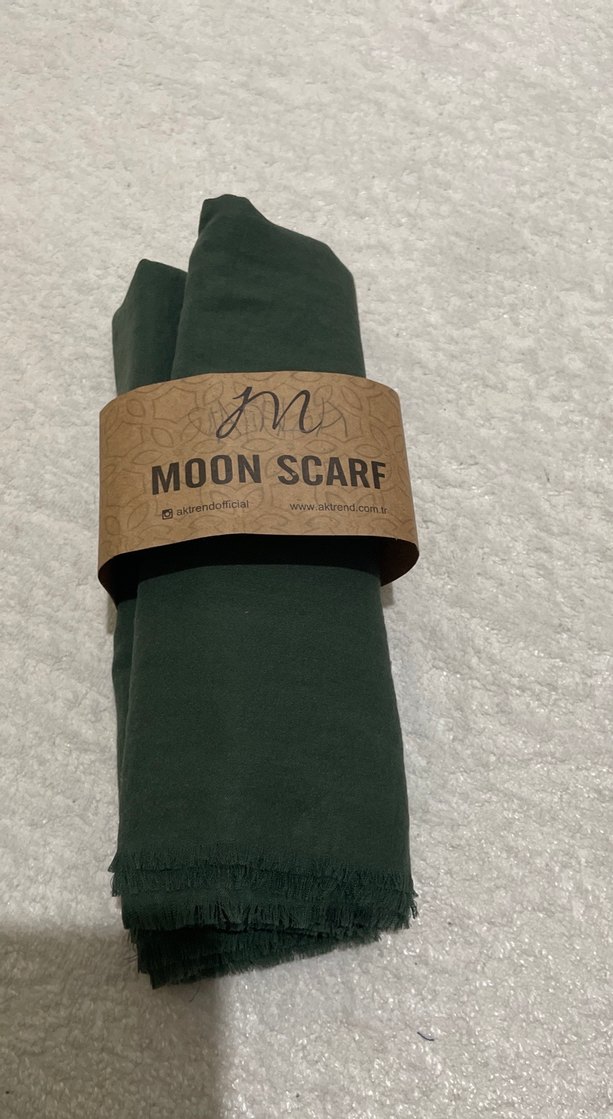 m
MOON SCARF
aktrendofficial www.aktrend.com.tr